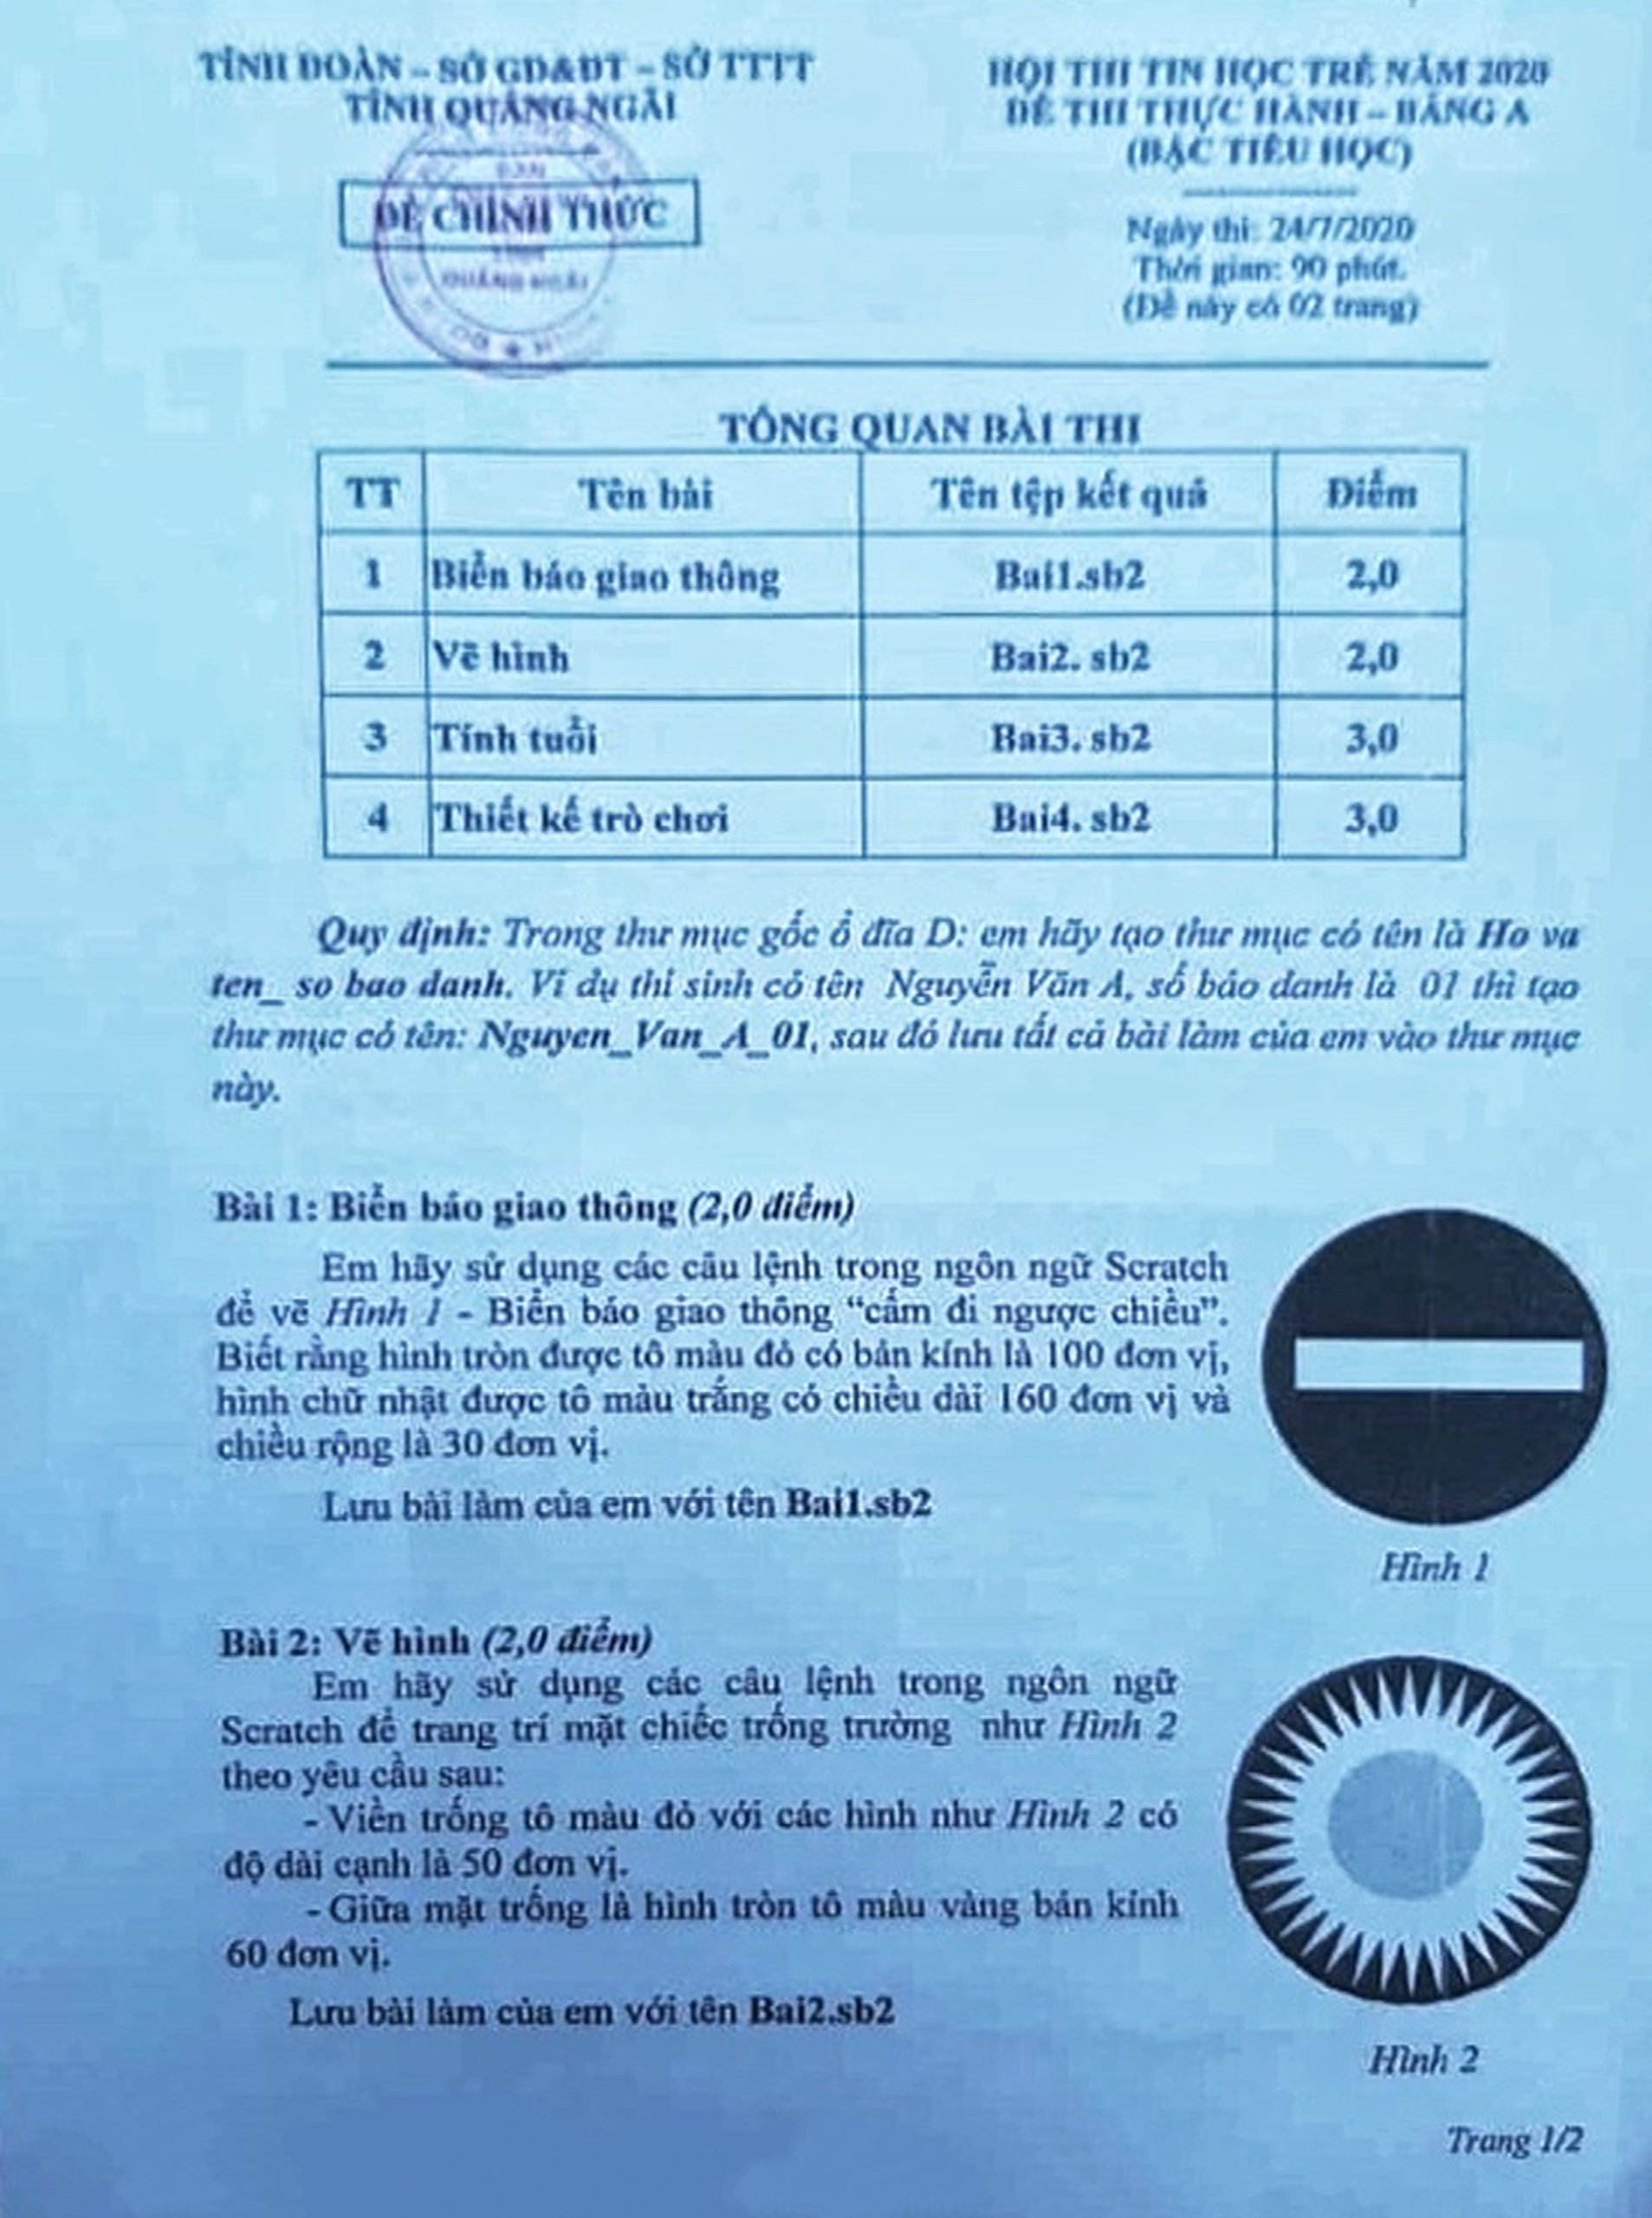 TỈNH ĐOÀN – SỞ GD&ĐT – SỞ TTTT
TỈNH QUẢNG NGÃI
ĐỀ CHÍNH THỨC
QUẢNG NGÃI
HỘI THI TIN HỌC TRẺ NĂM 2020
ĐỀ THI THỰC HÀNH – BẢNG A
(BẬC TIỂU HỌC)
Ngày thi: 24/7/2020
Thời gian: 90 phút.
(Đề này có 02 trang)
TỔNG QUAN BÀI THI
TT Tên bài Tên tệp kết quả Điểm
1 Biển báo giao thông Bai1.sb2 2,0
2 Vẽ hình Bai2. sb2 2,0
3 Tính tuổi Bai3. sb2 3,0
4 Thiết kế trò chơi Bai4. sb2 3,0
Quy định: Trong thư mục gốc ổ đĩa D: em hãy tạo thư mục có tên là Ho va
ten_ so bao danh. Ví dụ thí sinh có tên Nguyễn Văn A, số báo danh là 01 thì tạo
thư mục có tên: Nguyen_Van_A_01, sau đó lưu tất cả bài làm của em vào thư mục
này.
Bài 1: Biển báo giao thông (2,0 điểm)
Em hãy sử dụng các câu lệnh trong ngôn ngữ Scratch
để vẽ Hình 1 - Biển báo giao thông “cấm đi ngược chiều”.
Biết rằng hình tròn được tô màu đỏ có bán kính là 100 đơn vị,
hình chữ nhật được tô màu trắng có chiều dài 160 đơn vị và
chiều rộng là 30 đơn vị.
Lưu bài làm của em với tên Bai1.sb2
Hình 1
Bài 2: Vẽ hình (2,0 điểm)
Em hãy sử dụng các câu lệnh trong ngôn ngữ
Scratch để trang trí mặt chiếc trống trường như Hình 2
theo yêu cầu sau:
- Viền trống tô màu đỏ với các hình như Hình 2 có
độ dài cạnh là 50 đơn vị.
- Giữa mặt trống là hình tròn tô màu vàng bán kính
60 đơn vị.
Lưu bài làm của em với tên Bai2.sb2
Hình 2
Trang 1/2